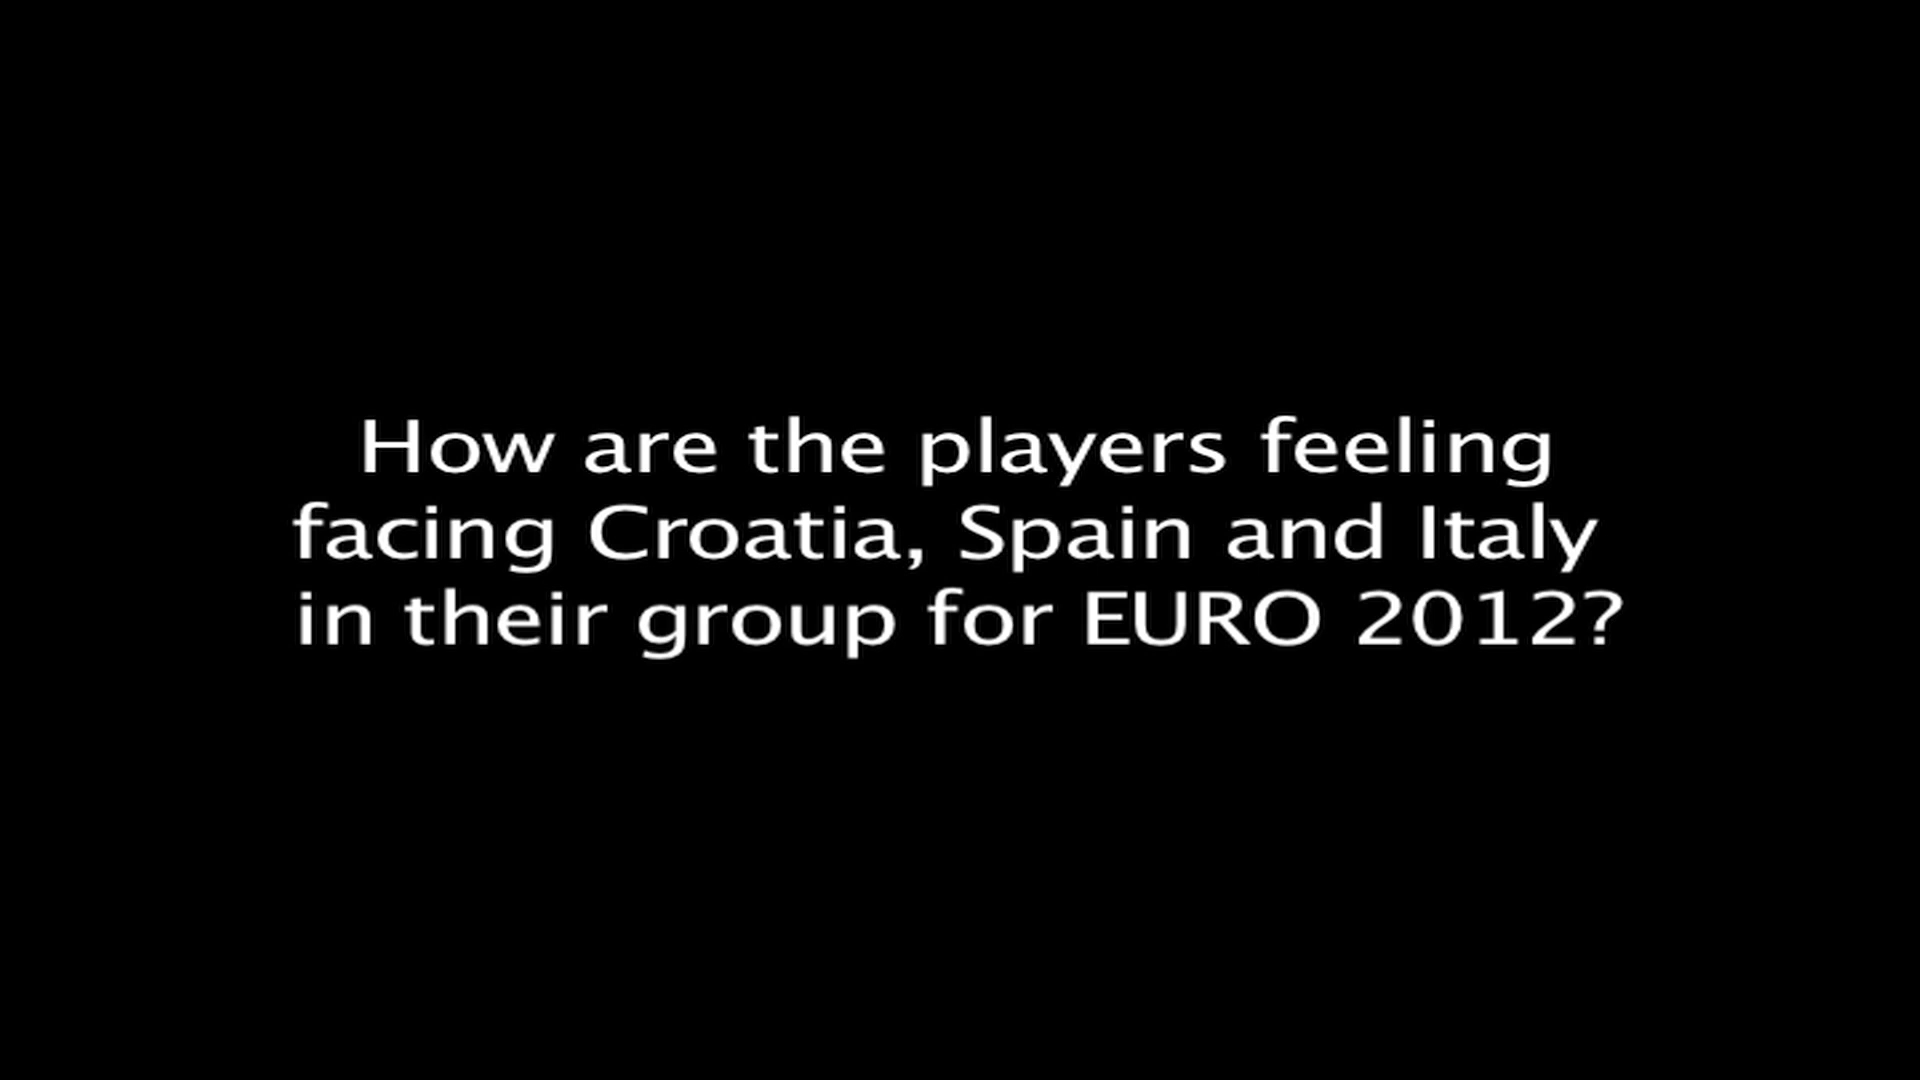 How are the players feeling
facing Croatia, Spain and Italy
in their group for EURO 2012?